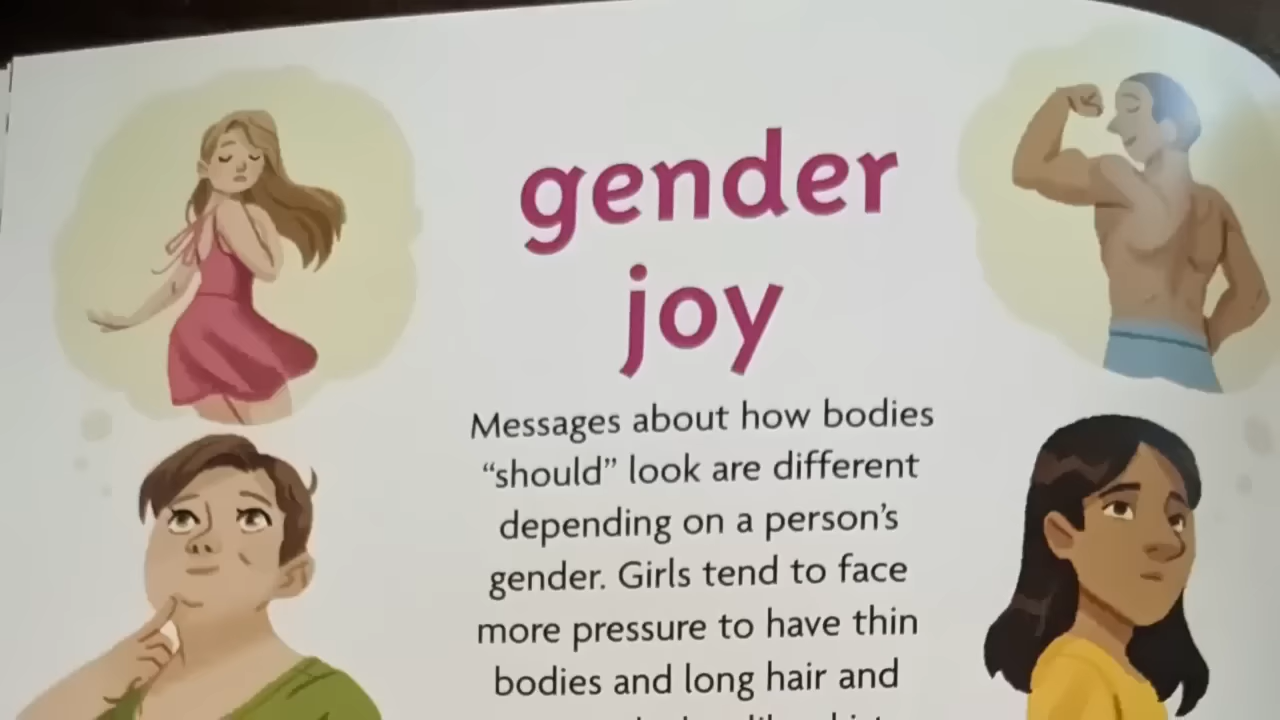 gender
joy
Messages about how bodies
“should” look are different
depending on a person’s
gender. Girls tend to face
more pressure to have thin
bodies and long hair and